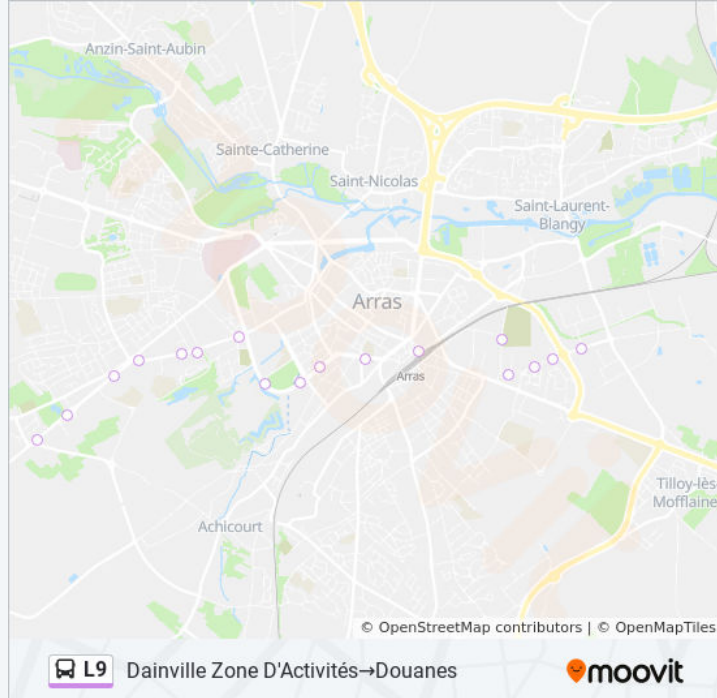 Anzin-Saint-Aubin
Sainte-Catherine
Saint-Nicolas
Saint-Laurent-
Blangy
Arras
Arras
Tilloy-lès
Mofflaine
Achicourt
© OpenStreetMap contributors | © OpenMapTiles
L9 Dainville Zone D'Activités→Douanes
moovit